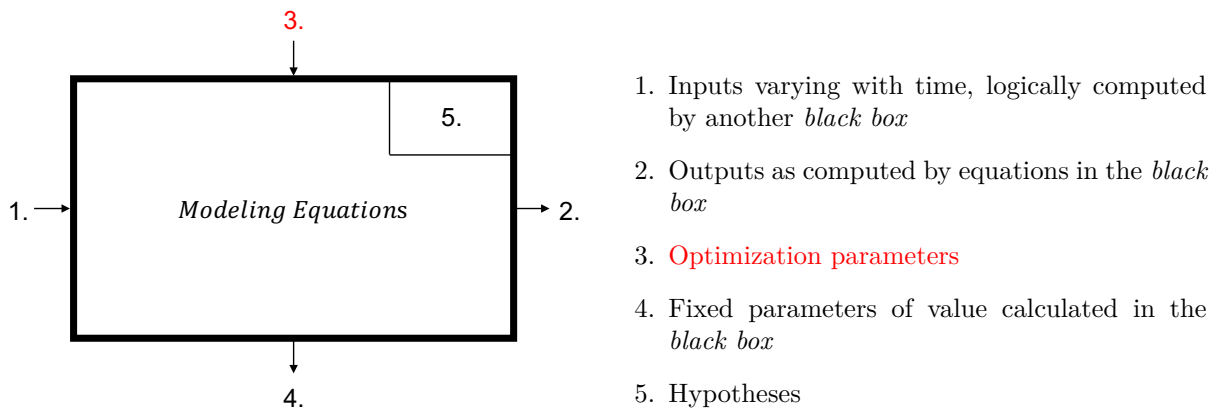 3.
5.
1.
Modeling Equations
2.
4.
1. Inputs varying with time, logically computed
by another black box
2. Outputs as computed by equations in the black
box
3. Optimization parameters
4. Fixed parameters of value calculated in the
black box
5. Hypotheses